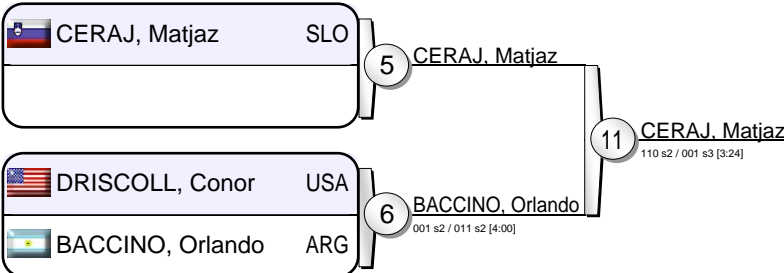 CERAJ, Matjaz SLO
5
CERAJ, Matjaz
11
CERAJ, Matjaz
110 s2 / 001 s3 [3:24]
DRISCOLL, Conor USA
BACCINO, Orlando ARG
6
BACCINO, Orlando
001 s2 / 011 s2 [4:00]